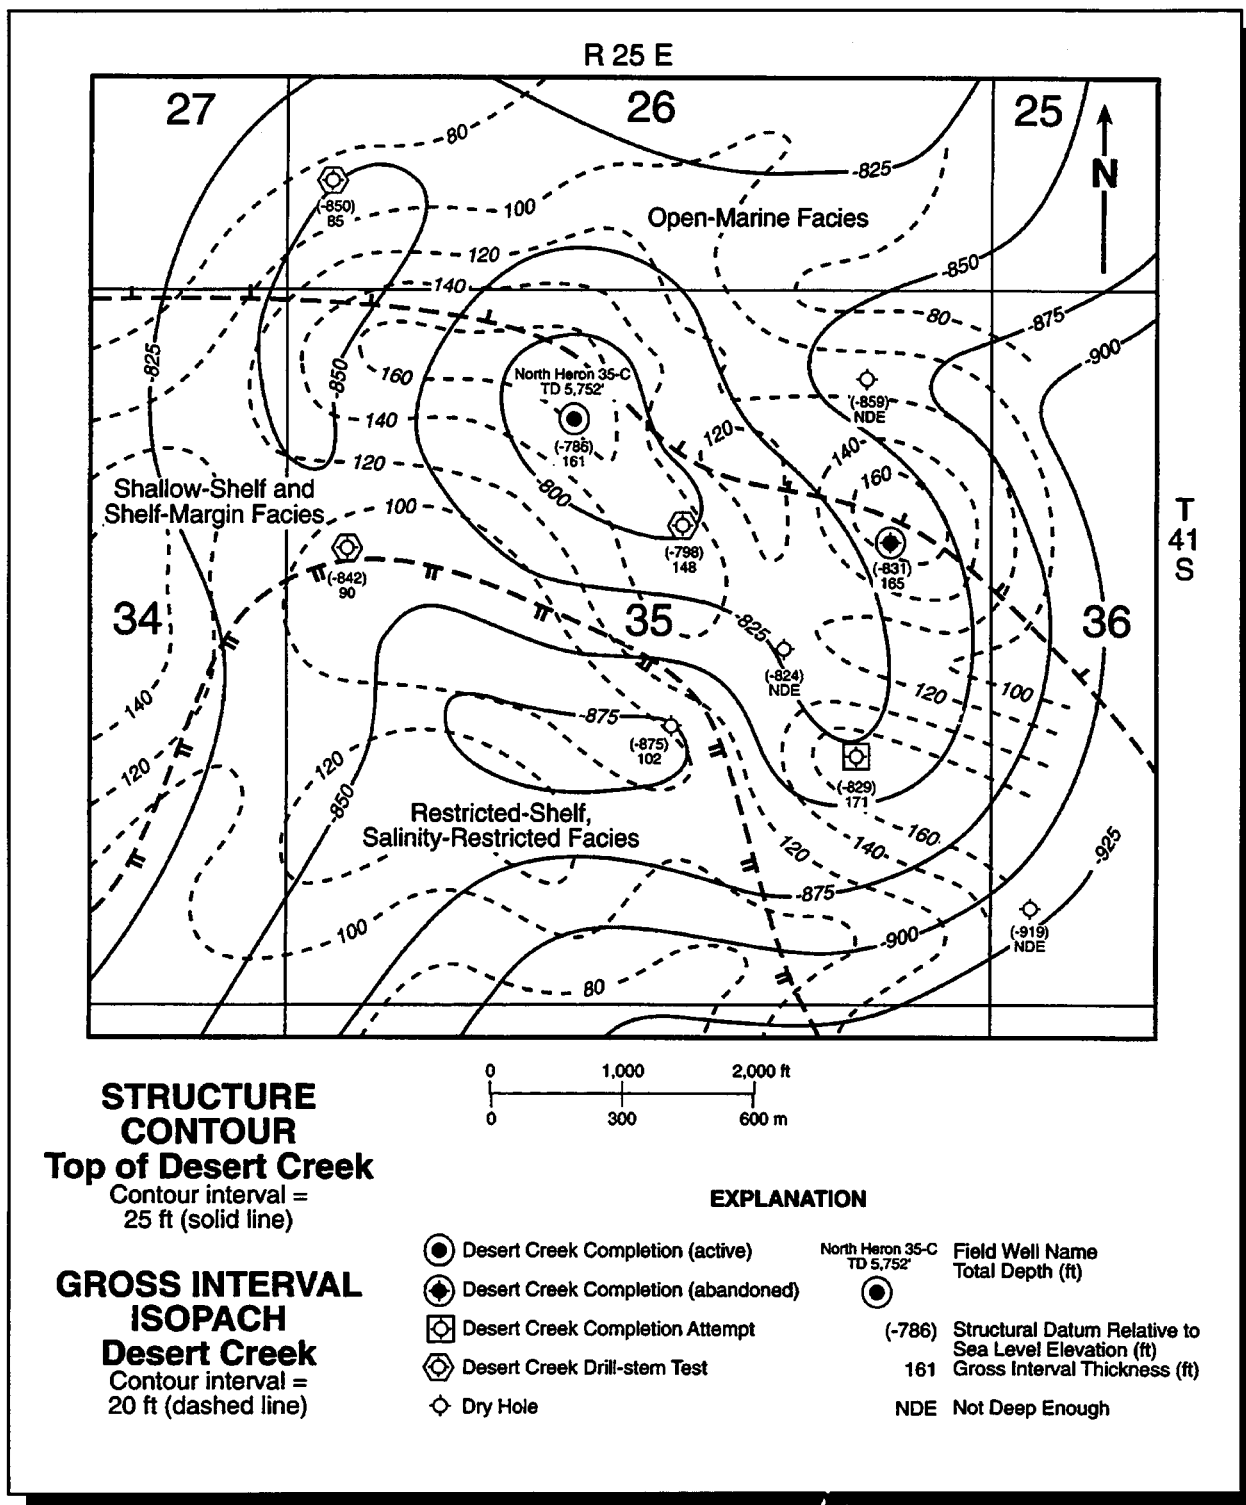 R 25 E
27
26
25
N
80
-825
(-850)
85
100
Open-Marine Facies
120
-850
140
80
-875
-825
-900
-850
160
North Heron 35-C
TD 5,752'
(-786)
161
(-859)
NDE
140
120
140
160
120
-800
Shallow-Shelf and
Shelf-Margin Facies
100
T
41
S
(-798)
148
(-842)
90
(-831)
165
34
35
36
-825
(-824)
NDE
120
100
140
-875
(-875)
102
120
120
-850
(-829)
171
Restricted-Shelf,
Salinity-Restricted Facies
160
140
120
-925
-875
100
-900
(-919)
NDE
80
0 1,000 2,000 ft
0 300 600 m
STRUCTURE
CONTOUR
Top of Desert Creek
Contour interval =
25 ft (solid line)
GROSS INTERVAL
ISOPACH
Desert Creek
Contour interval =
20 ft (dashed line)
EXPLANATION
Desert Creek Completion (active)
Desert Creek Completion (abandoned)
Desert Creek Completion Attempt
Desert Creek Drill-stem Test
Dry Hole
North Heron 35-C
TD 5,752'
Field Well Name
Total Depth (ft)
(-786) Structural Datum Relative to
Sea Level Elevation (ft)
161 Gross Interval Thickness (ft)
NDE Not Deep Enough